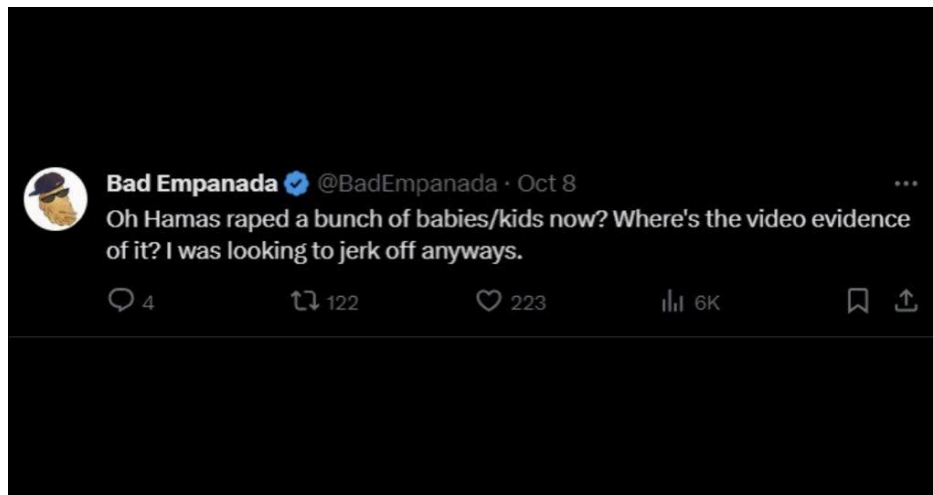 Bad Empanada @BadEmpanada · Oct 8
Oh Hamas raped a bunch of babies/kids now? Where's the video evidence
of it? I was looking to jerk off anyways.
4 122 223 6K